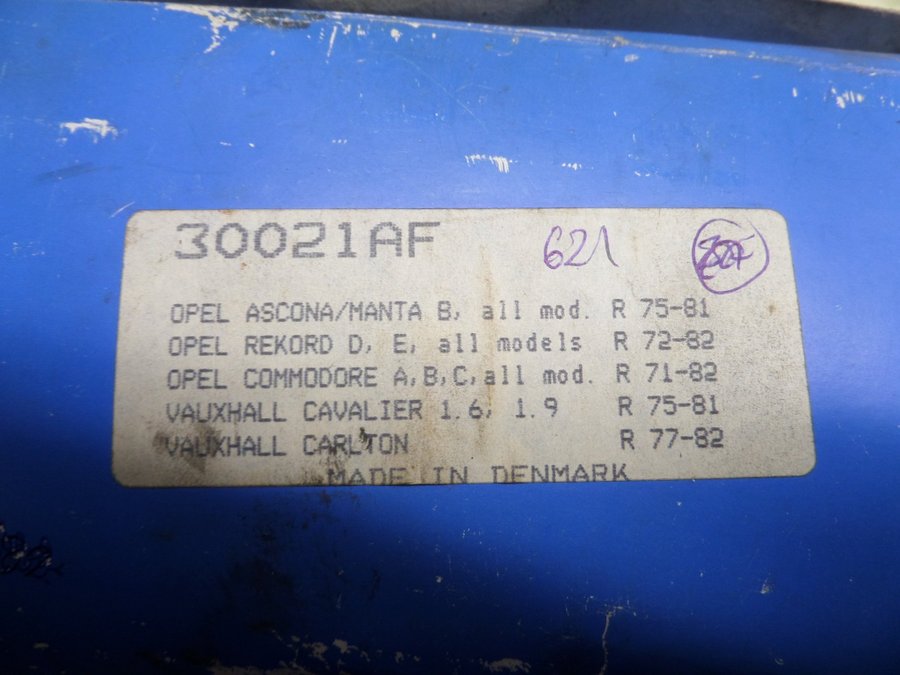 30021AF 621
OPEL ASCONA/MANTA B, all mod. R 75-81
OPEL REKORD D, E, all models R 72-82
OPEL COMMODORE A,B,C,all mod. R 71-82
VAUXHALL CAVALIER 1.6, 1.9 R 75-81
VAUXHALL CARLTON R 77-82
MADE IN DENMARK